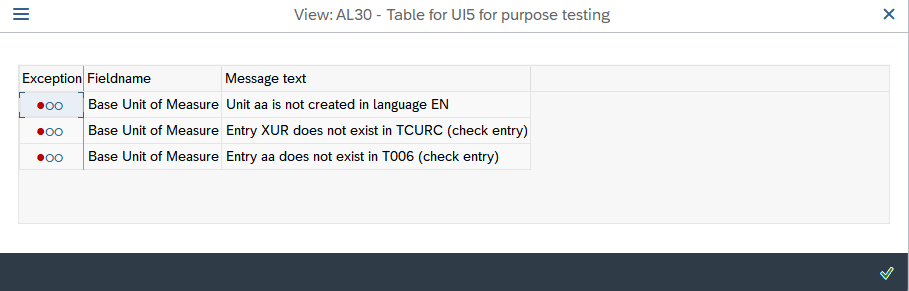 View: AL30 - Table for UI5 for purpose testing
Exception Fieldname Message text
Base Unit of Measure Unit aa is not created in language EN
Base Unit of Measure Entry XUR does not exist in TCURC (check entry)
Base Unit of Measure Entry aa does not exist in T006 (check entry)